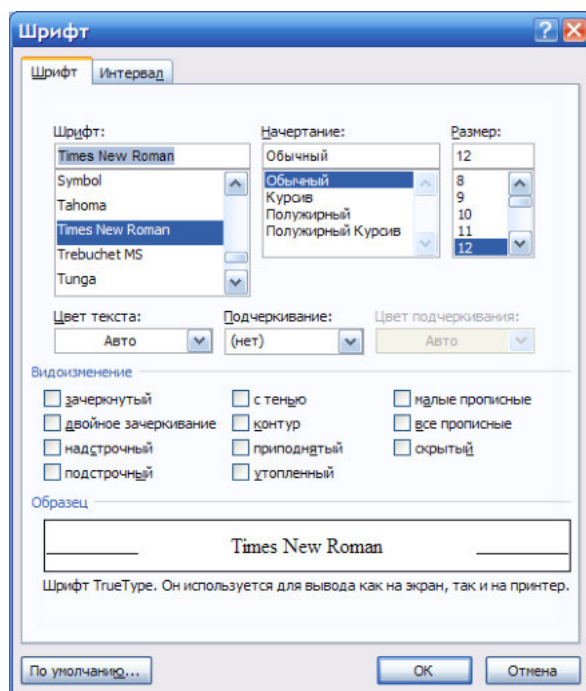 Шрифт
Шрифт Интервал
Шрифт: Начертание: Размер:
Times New Roman Обычный 12
Symbol Обычный 8
Tahoma Курсив 9
Times New Roman Полужирный 10
Trebuchet MS Полужирный Курсив 11
Tunga 12
Цвет текста: Подчеркивание: Цвет подчеркивания:
Авто (нет) Авто
Видоизменение
зачеркнутый с тенью малые прописные
двойное зачеркивание контур все прописные
надстрочный приподнятый скрытый
подстрочный утопленный
Образец
Times New Roman
Шрифт TrueType. Он используется для вывода как на экран, так и на принтер.
По умолчанию... ОК Отмена